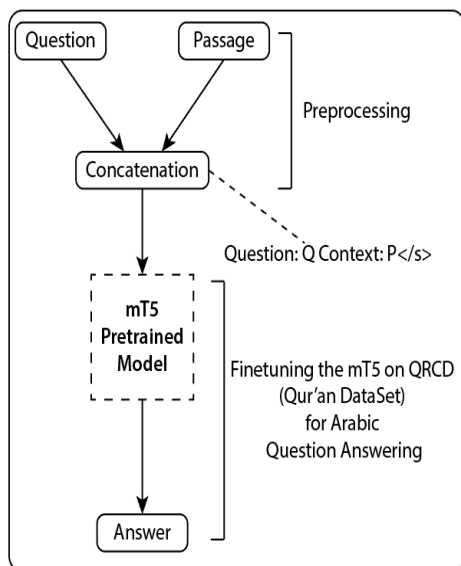 Question
Passage
Preprocessing
Concatenation
Question: Q Context: P</s>
mT5
Pretrained
Model
Finetuning the mT5 on QRCD
(Qur'an DataSet)
for Arabic
Question Answering
Answer